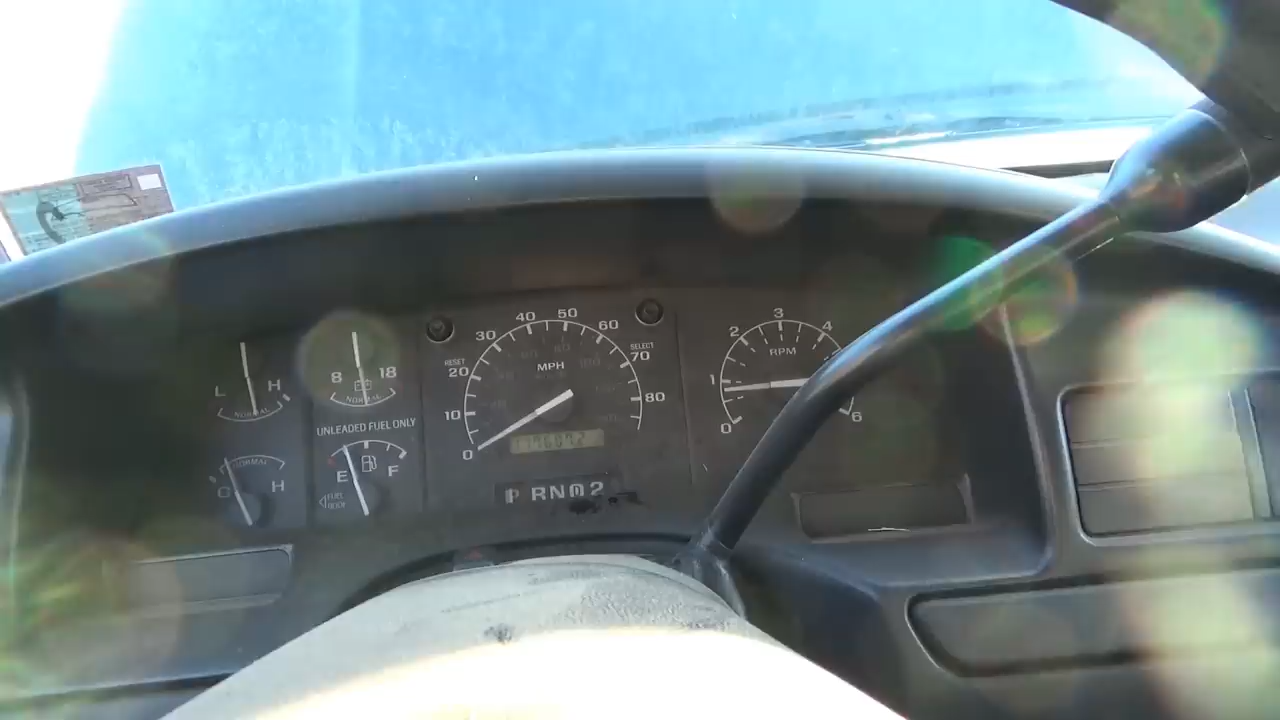 L H
NORMAL
8 18
NORMAL
UNLEADED FUEL ONLY
NORMAL
C H
E F
FUEL
DOOR
RESET
SELECT
0 10 20 30 40 50 60 70 80
MPH
P RN D 2
0 1 2 3 4 6
RPM